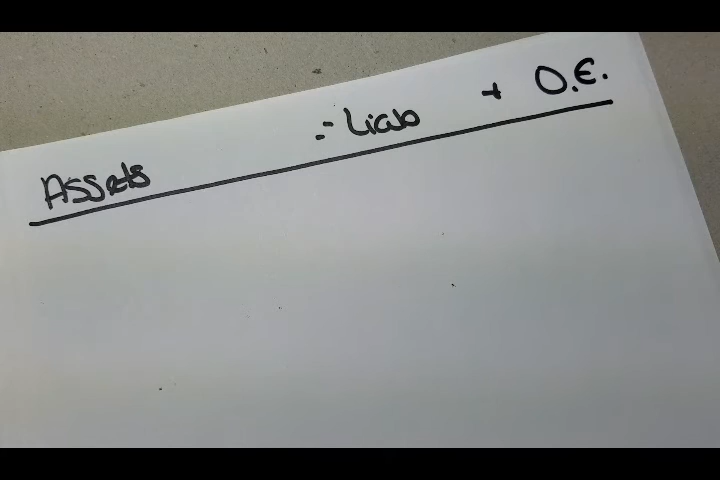 Assets = Liab + O.E.